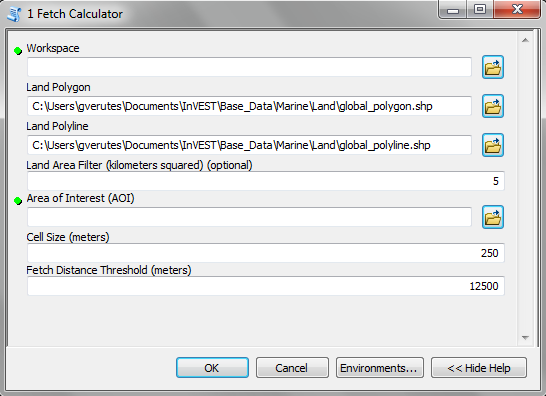 1 Fetch Calculator
Workspace
Land Polygon
C:\Users\gverutes\Documents\InVEST\Base_Data\Marine\Land\global_polygon.shp
Land Polyline
C:\Users\gverutes\Documents\InVEST\Base_Data\Marine\Land\global_polyline.shp
Land Area Filter (kilometers squared) (optional)
5
Area of Interest (AOI)
Cell Size (meters)
250
Fetch Distance Threshold (meters)
12500
OK Cancel Environments... << Hide Help